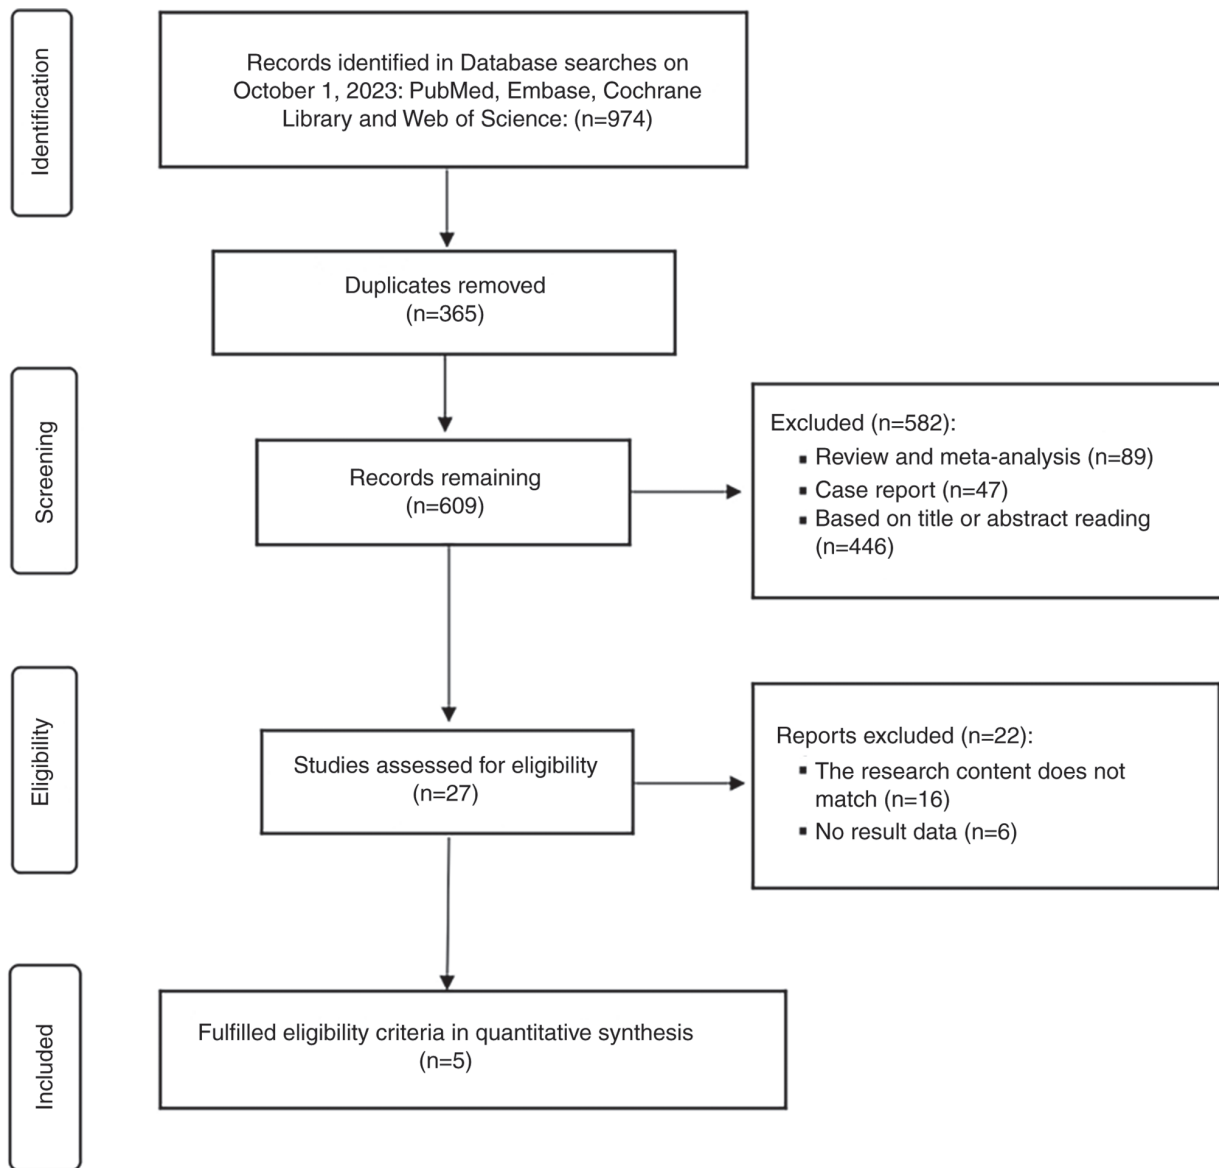 Identification
Records identified in Database searches on
October 1, 2023: PubMed, Embase, Cochrane
Library and Web of Science: (n=974)
Duplicates removed
(n=365)
Screening
Records remaining
(n=609)
Excluded (n=582):
▪ Review and meta-analysis (n=89)
▪ Case report (n=47)
▪ Based on title or abstract reading
(n=446)
Eligibility
Studies assessed for eligibility
(n=27)
Reports excluded (n=22):
▪ The research content does not
match (n=16)
▪ No result data (n=6)
Included
Fulfilled eligibility criteria in quantitative synthesis
(n=5)